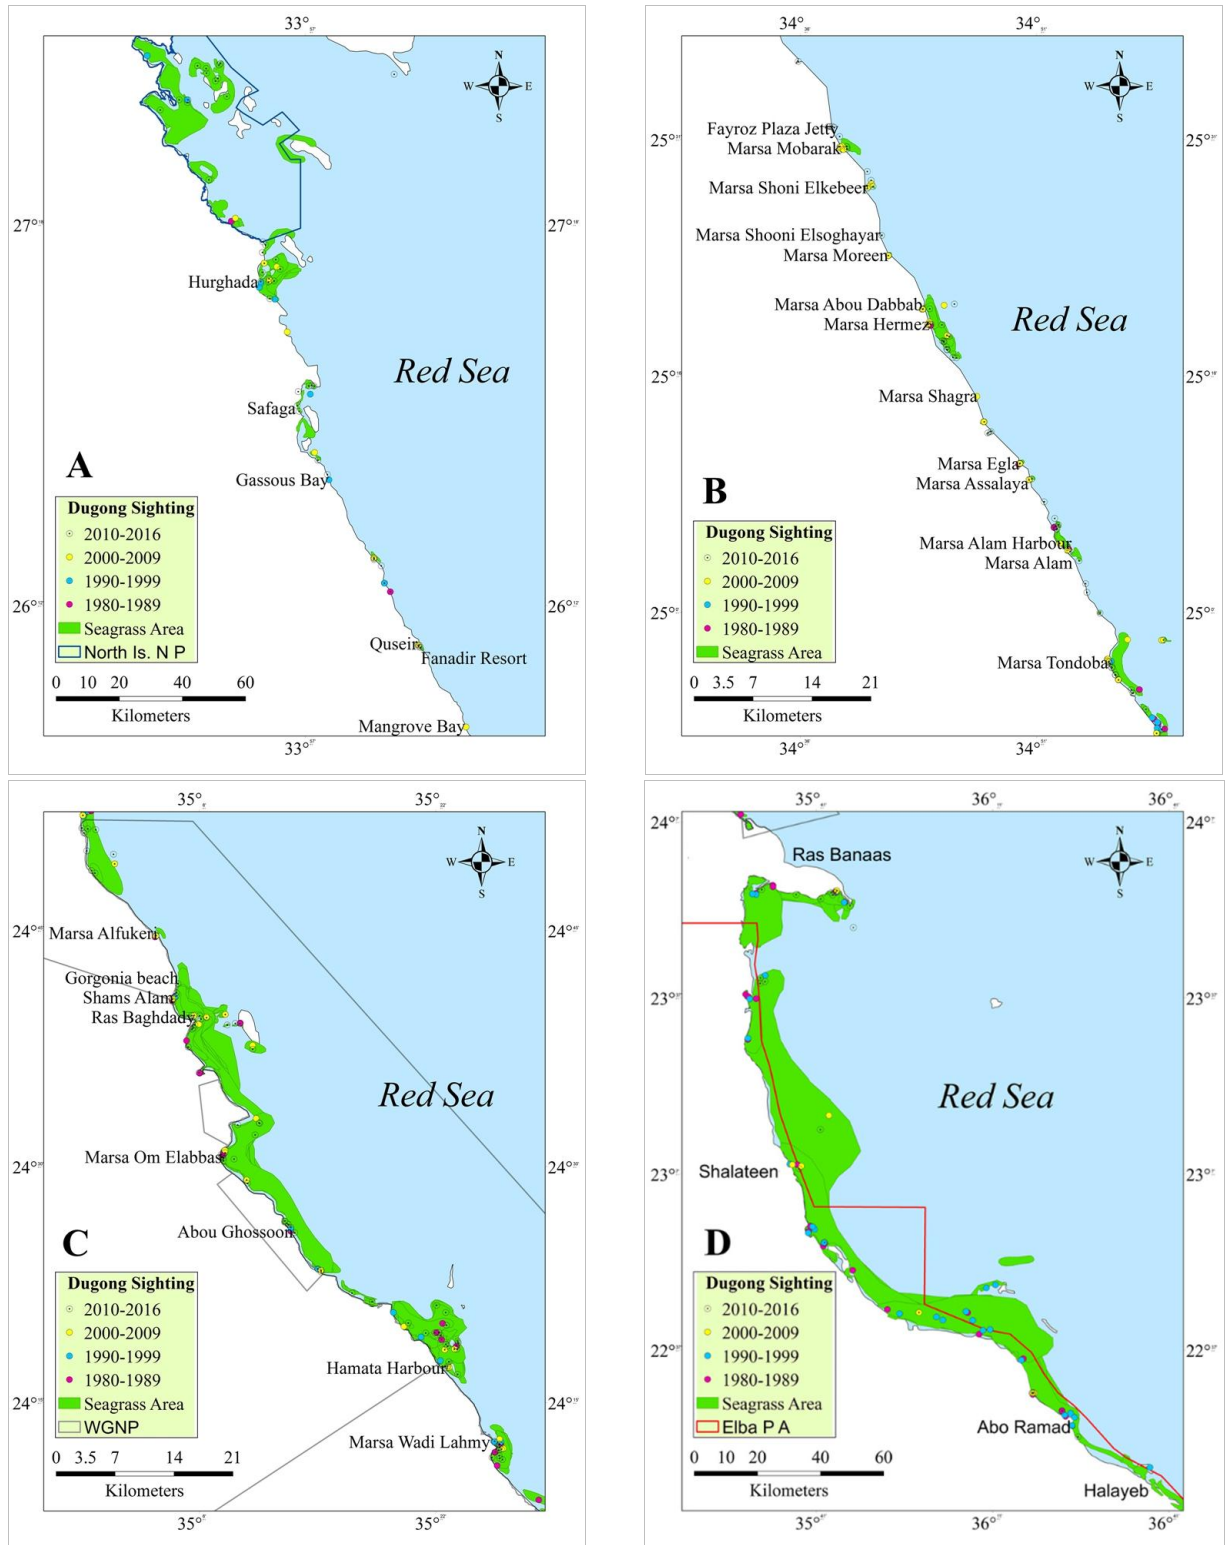 33°
N
W E
S
27° 27°
Hurghada
Red Sea
Safaga
A
Gassous Bay
Dugong Sighting
2010-2016
2000-2009
1990-1999
1980-1989
Seagrass Area
North Is. N P
26° 26°
Quseir
Fanadir Resort
0 10 20 40 60
Kilometers
Mangrove Bay
33°
34° 34°
N
W E
S
25° 25°
Fayroz Plaza Jetty
Marsa Mobarak
Marsa Shoni Elkebeer
Marsa Shooni Elsoghayar
Marsa Moreen
Marsa Abou Dabbab
Marsa Hermez
Red Sea
25° 25°
Marsa Shagra
Marsa Egla
Marsa Assalaya
B
Dugong Sighting
2010-2016
2000-2009
1990-1999
1980-1989
Seagrass Area
Marsa Alam Harbour
Marsa Alam
25° 25°
Marsa Tondoba
0 3.5 7 14 21
Kilometers
34° 34°
35° 35°
N
W E
S
24° 24°
Marsa Alfukeri
Gorgonia beach
Shams Alam
Ras Baghdady
Red Sea
Marsa Om Elabbas
24° 24°
Abou Ghossoon
C
Dugong Sighting
2010-2016
2000-2009
1990-1999
1980-1989
Seagrass Area
WGNP
Hamata Harbour
24° 24°
Marsa Wadi Lahmy
0 3.5 7 14 21
Kilometers
35° 35°
35° 36° 36°
24° 24°
N
W E
S
Ras Banaas
23° 23°
Red Sea
Shalateen
23° 23°
D
Dugong Sighting
2010-2016
2000-2009
1990-1999
1980-1989
Seagrass Area
Elba P A
22° 22°
Abo Ramad
0 10 20 40 60
Kilometers
Halayeb
35° 36° 36°